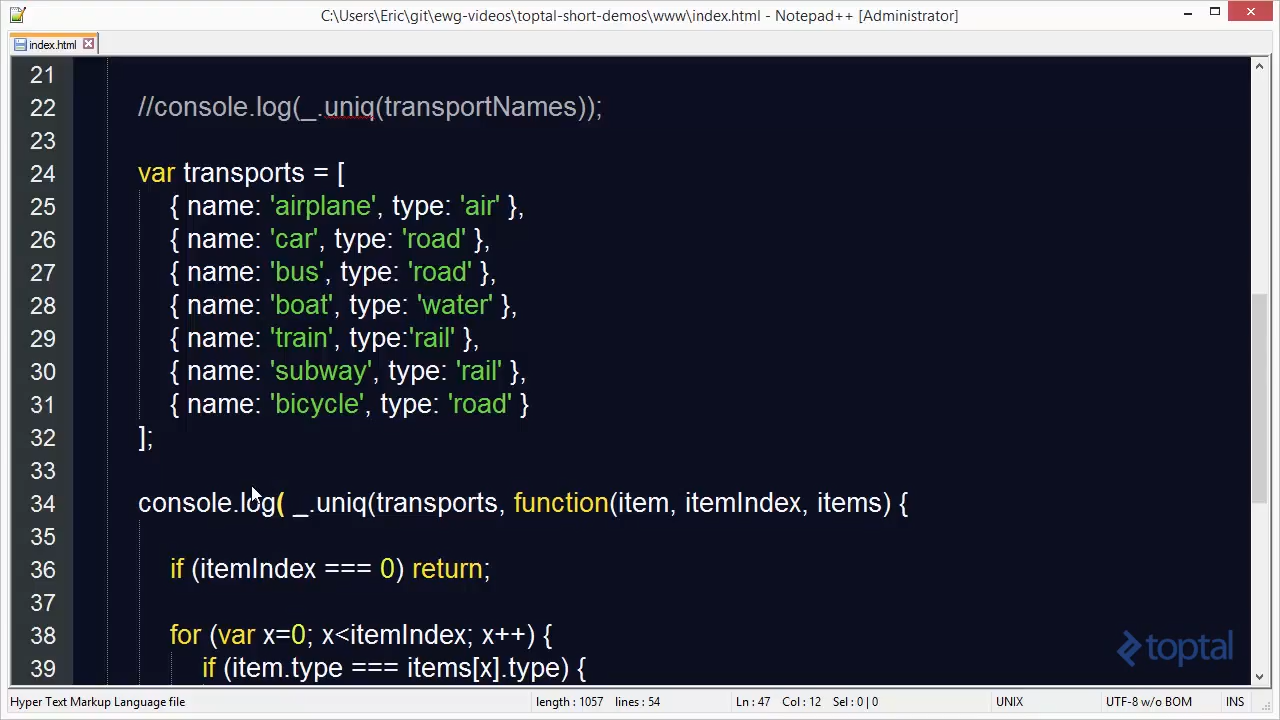 C:\Users\Eric\git\ewg-videos\toptal-short-demos\www\index.html - Notepad++ [Administrator]
index.html
21
22 //console.log(_.uniq(transportNames));
23
24 var transports = [
25 { name: 'airplane', type: 'air' },
26 { name: 'car', type: 'road' },
27 { name: 'bus', type: 'road' },
28 { name: 'boat', type: 'water' },
29 { name: 'train', type:'rail' },
30 { name: 'subway', type: 'rail' },
31 { name: 'bicycle', type: 'road' }
32 ];
33
34 console.log( _.uniq(transports, function(item, itemIndex, items) {
35
36 if (itemIndex === 0) return;
37
38 for (var x=0; x<itemIndex; x++) {
39 if (item.type === items[x].type) {
toptal
Hyper Text Markup Language file length : 1057 lines : 54 Ln : 47 Col : 12 Sel : 0 | 0 UNIX UTF-8 w/o BOM INS